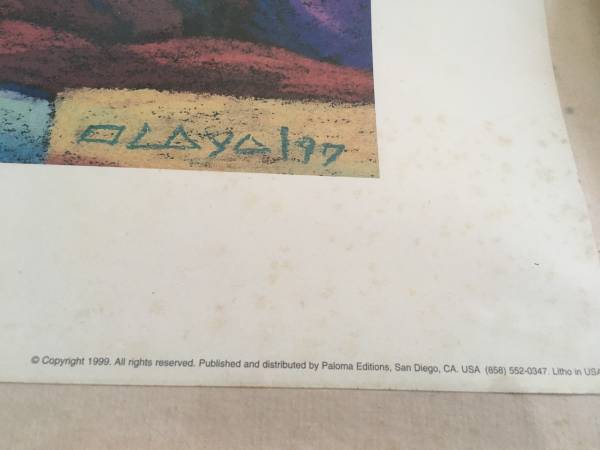 OLAYA/97
© Copyright 1999. All rights reserved. Published and distributed by Paloma Editions, San Diego, CA. USA (858) 552-0347. Litho in USA